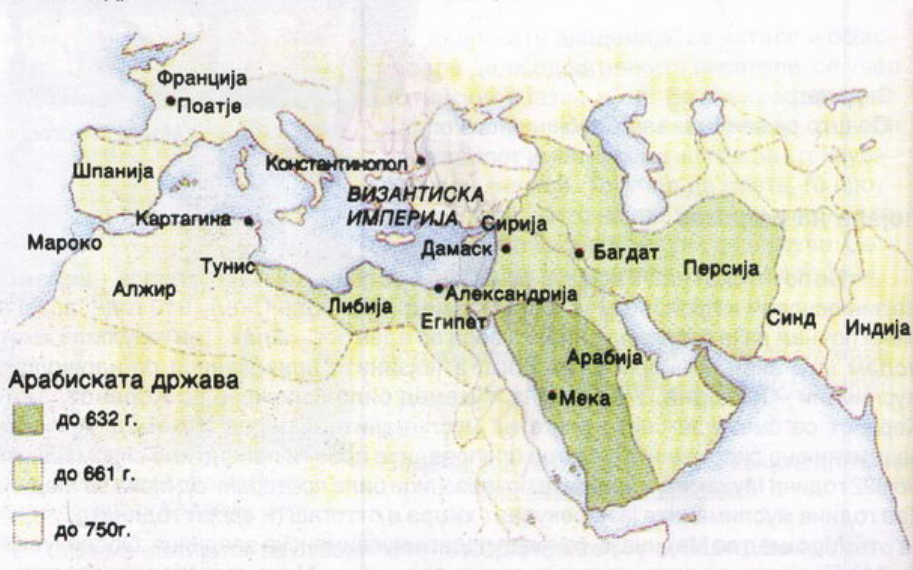 Франција
Поатје
Шпанија
Константинопол
ВИЗАНТИСКА
ИМПЕРИЈА
Картагина
Сирија
Мароко
Дамаск
Багдат
Тунис
Персија
Алжир
Либија
Александрија
Египет
Синд
Индија
Арабија
Мека
Арабиската држава
до 632 г.
до 661 г.
до 750г.